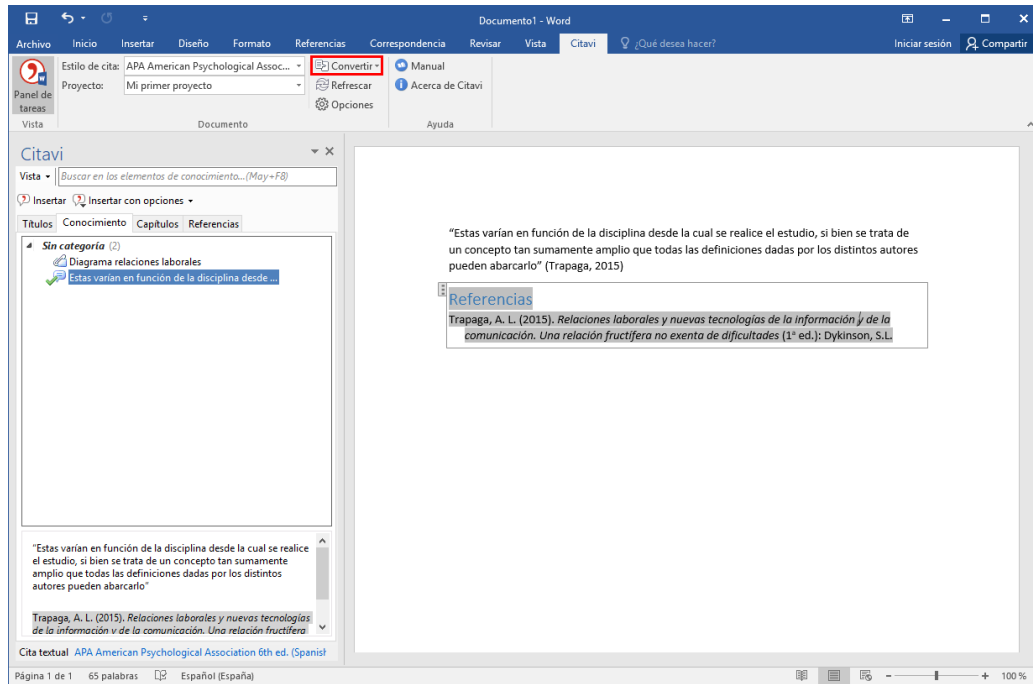 Documento1 - Word
Archivo Inicio Insertar Diseño Formato Referencias Correspondencia Revisar Vista Citavi ¿Qué desea hacer? Iniciar sesión Compartir
Estilo de cita: APA American Psychological Assoc... Convertir Manual
Panel de tareas
Proyecto: Mi primer proyecto Refrescar Acerca de Citavi
Opciones
Vista Documento Ayuda
Citavi
Vista Buscar en los elementos de conocimiento...(May+F8)
Insertar Insertar con opciones
Títulos Conocimiento Capítulos Referencias
Sin categoría (2)
Diagrama relaciones laborales
Estas varían en función de la disciplina desde ...
"Estas varían en función de la disciplina desde la cual se realice
el estudio, si bien se trata de un concepto tan sumamente
amplio que todas las definiciones dadas por los distintos
autores pueden abarcarlo"
Trapaga, A. L. (2015). Relaciones laborales y nuevas tecnologías
de la información y de la comunicación. Una relación fructífera
Cita textual APA American Psychological Association 6th ed. (Spanish
"Estas varían en función de la disciplina desde la cual se realice el estudio, si bien se trata de
un concepto tan sumamente amplio que todas las definiciones dadas por los distintos autores
pueden abarcarlo" (Trapaga, 2015)
Referencias
Trapaga, A. L. (2015). Relaciones laborales y nuevas tecnologías de la información y de la
comunicación. Una relación fructífera no exenta de dificultades (1ª ed.): Dykinson, S.L.
Página 1 de 1 65 palabras Español (España) 100 %